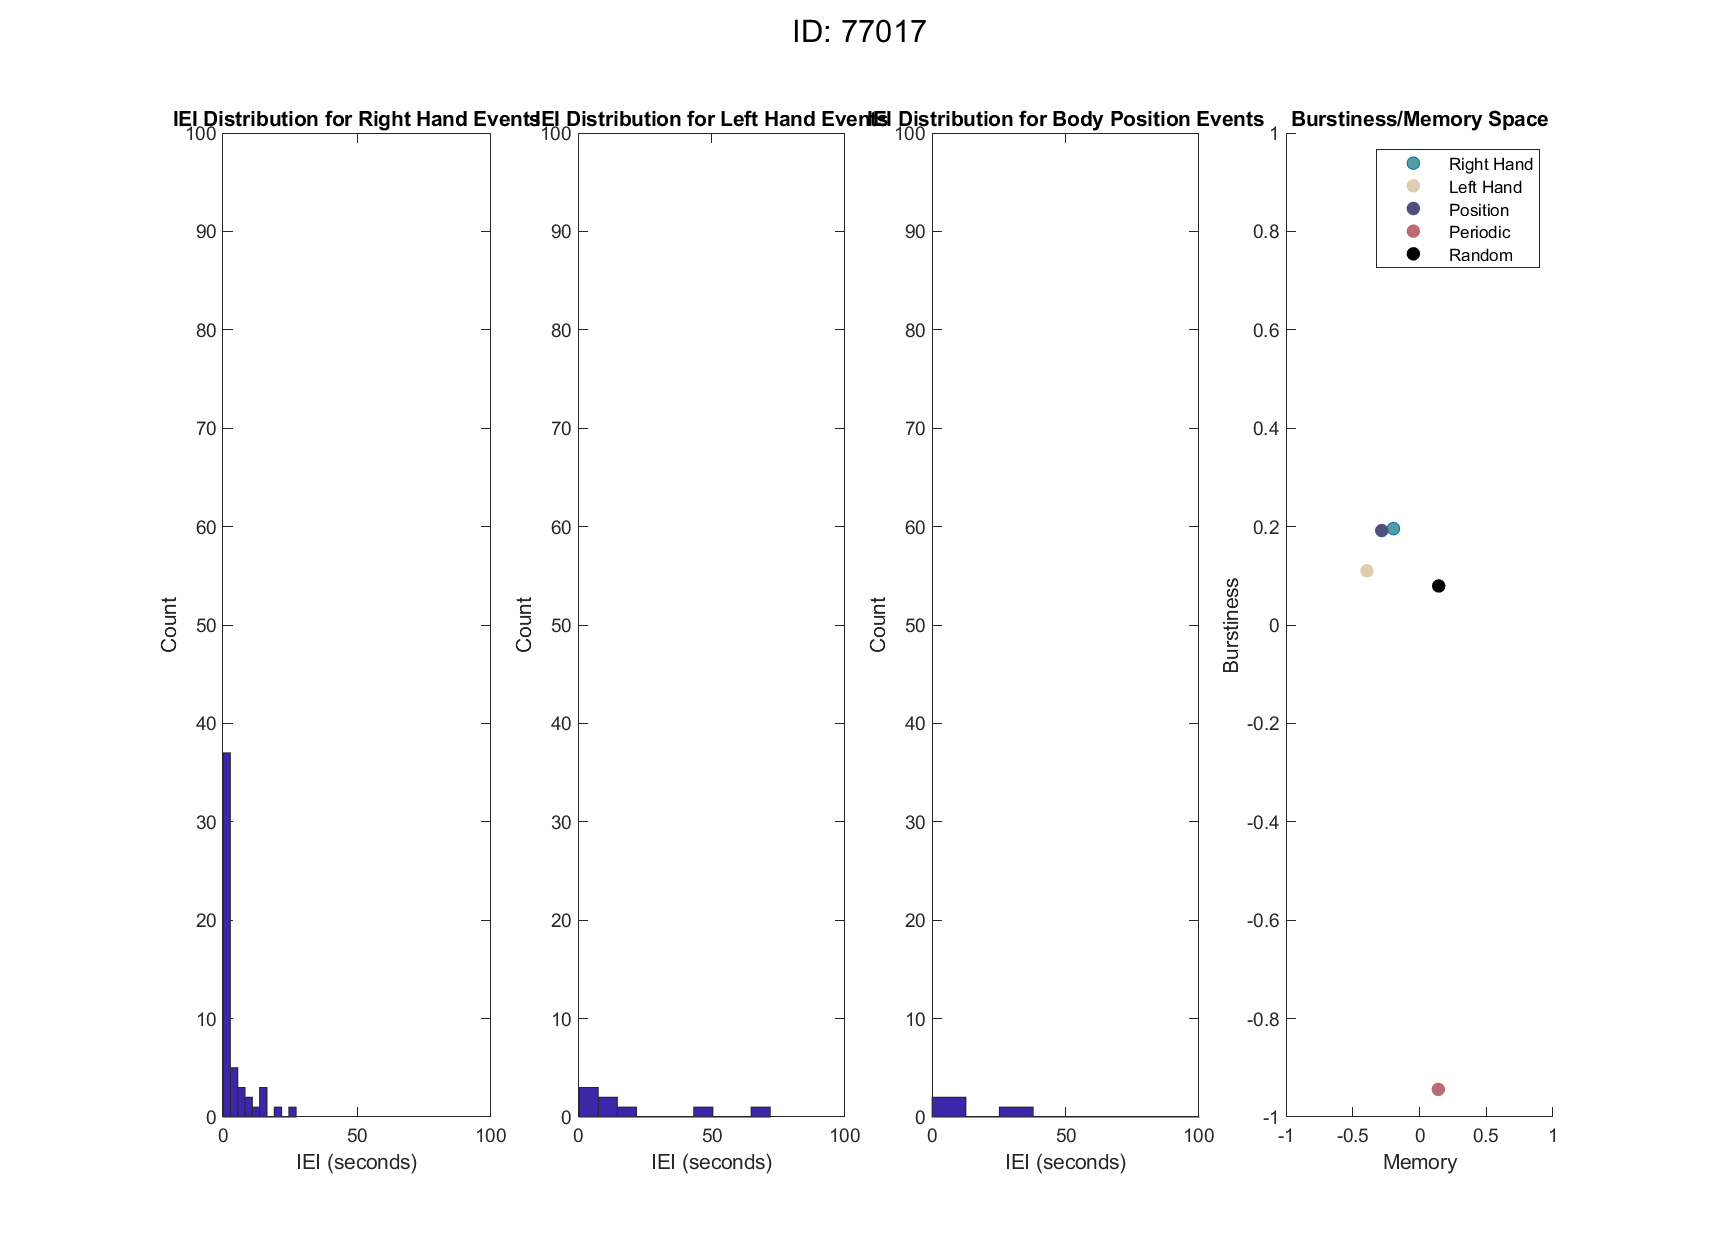 ID: 77017
IEI Distribution for Right Hand Events
100
90
80
70
60
50
40
30
20
10
0
Count
0 50 100
IEI (seconds)
IEI Distribution for Left Hand Events
100
90
80
70
60
50
40
30
20
10
0
Count
0 50 100
IEI (seconds)
IEI Distribution for Body Position Events
100
90
80
70
60
50
40
30
20
10
0
Count
0 50 100
IEI (seconds)
Burstiness/Memory Space
1
0.8
0.6
0.4
0.2
0
-0.2
-0.4
-0.6
-0.8
-1
Burstiness
-1 -0.5 0 0.5 1
Memory
Right Hand
Left Hand
Position
Periodic
Random